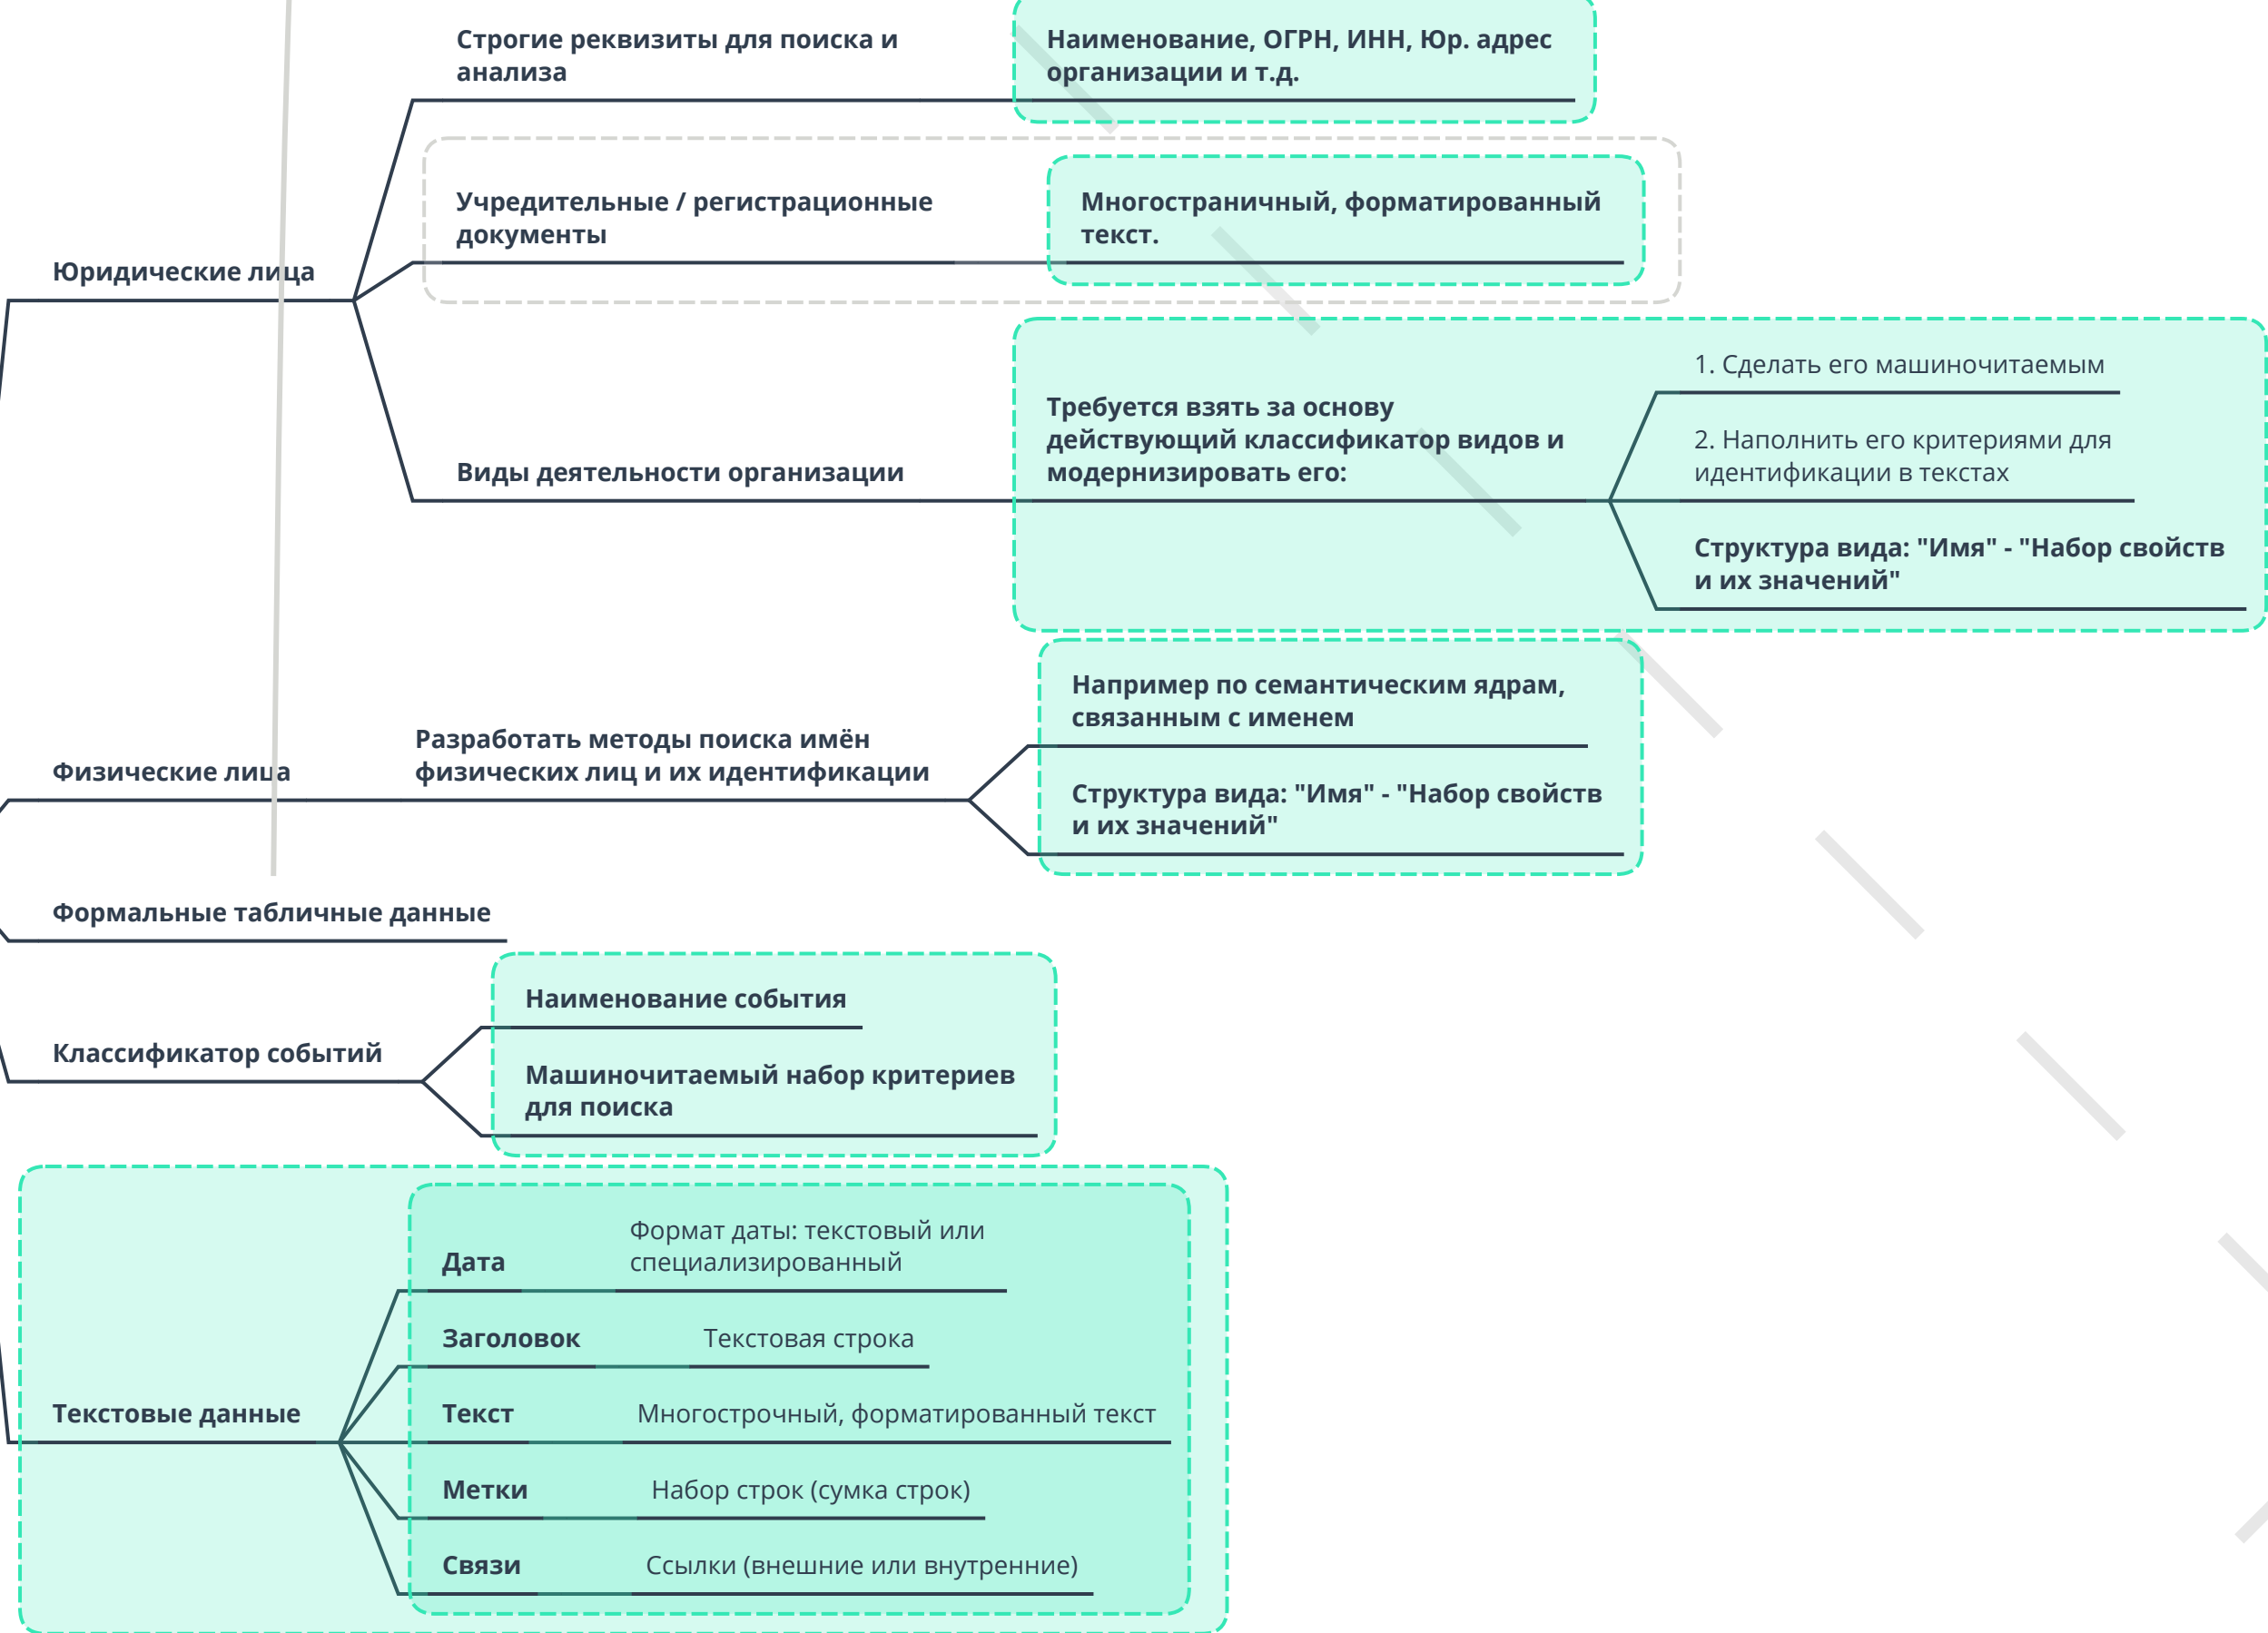 Строгие реквизиты для поиска и
анализа
Наименование, ОГРН, ИНН, Юр. адрес
организации и т.д.
Учредительные / регистрационные
документы
Многостраничный, форматированный
текст.
Юридические лица
Виды деятельности организации
Требуется взять за основу
действующий классификатор видов и
модернизировать его:
1. Сделать его машиночитаемым
2. Наполнить его критериями для
идентификации в текстах
Структура вида: "Имя" - "Набор свойств
и их значений"
Физические лица
Разработать методы поиска имён
физических лиц и их идентификации
Например по семантическим ядрам,
связанным с именем
Структура вида: "Имя" - "Набор свойств
и их значений"
Формальные табличные данные
Классификатор событий
Наименование события
Машиночитаемый набор критериев
для поиска
Текстовые данные
Дата
Формат даты: текстовый или
специализированный
Заголовок
Текстовая строка
Текст
Многострочный, форматированный текст
Метки
Набор строк (сумка строк)
Связи
Ссылки (внешние или внутренние)